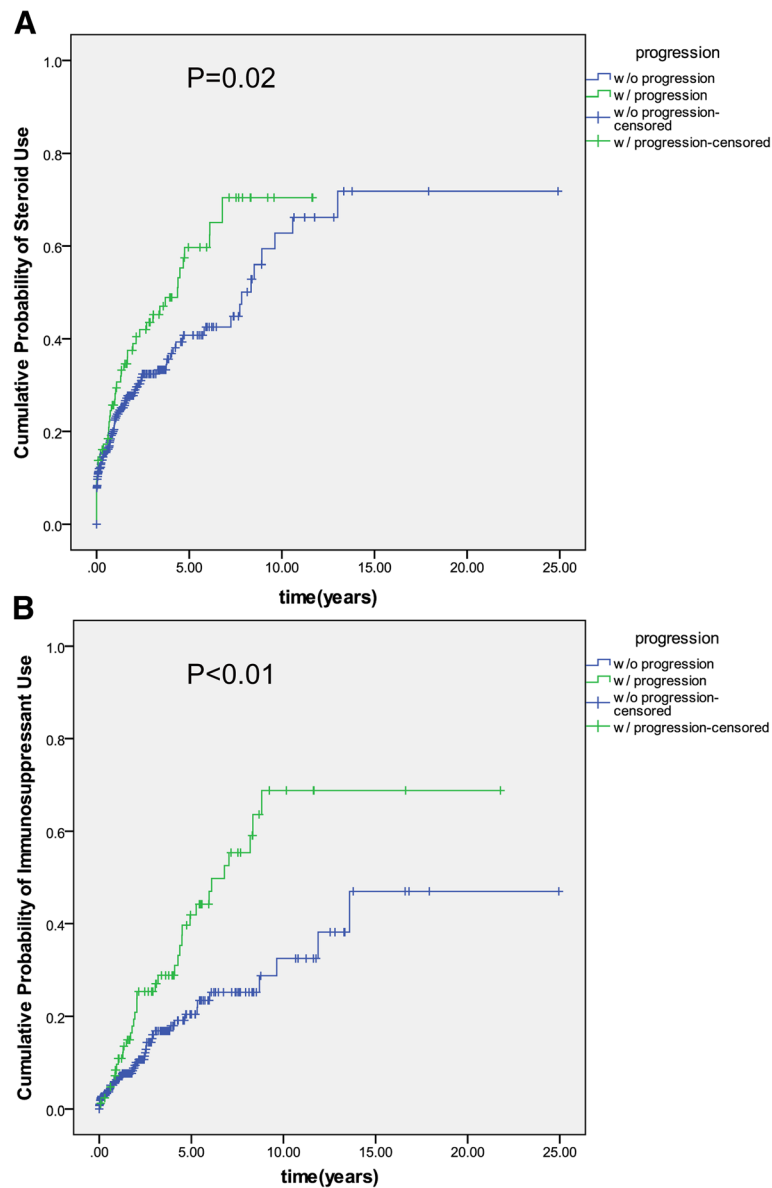 A
P=0.02
progression
w/o progression
w/ progression
w/o progression-
censored
w/ progression-censored
Cumulative Probability of Steroid Use
1.0
0.8
0.6
0.4
0.2
0.0
.00 5.00 10.00 15.00 20.00 25.00
time(years)
B
P<0.01
progression
w/o progression
w/ progression
w/o progression-
censored
w/ progression-censored
Cumulative Probability of Immunosuppressant Use
1.0
0.8
0.6
0.4
0.2
0.0
.00 5.00 10.00 15.00 20.00 25.00
time(years)